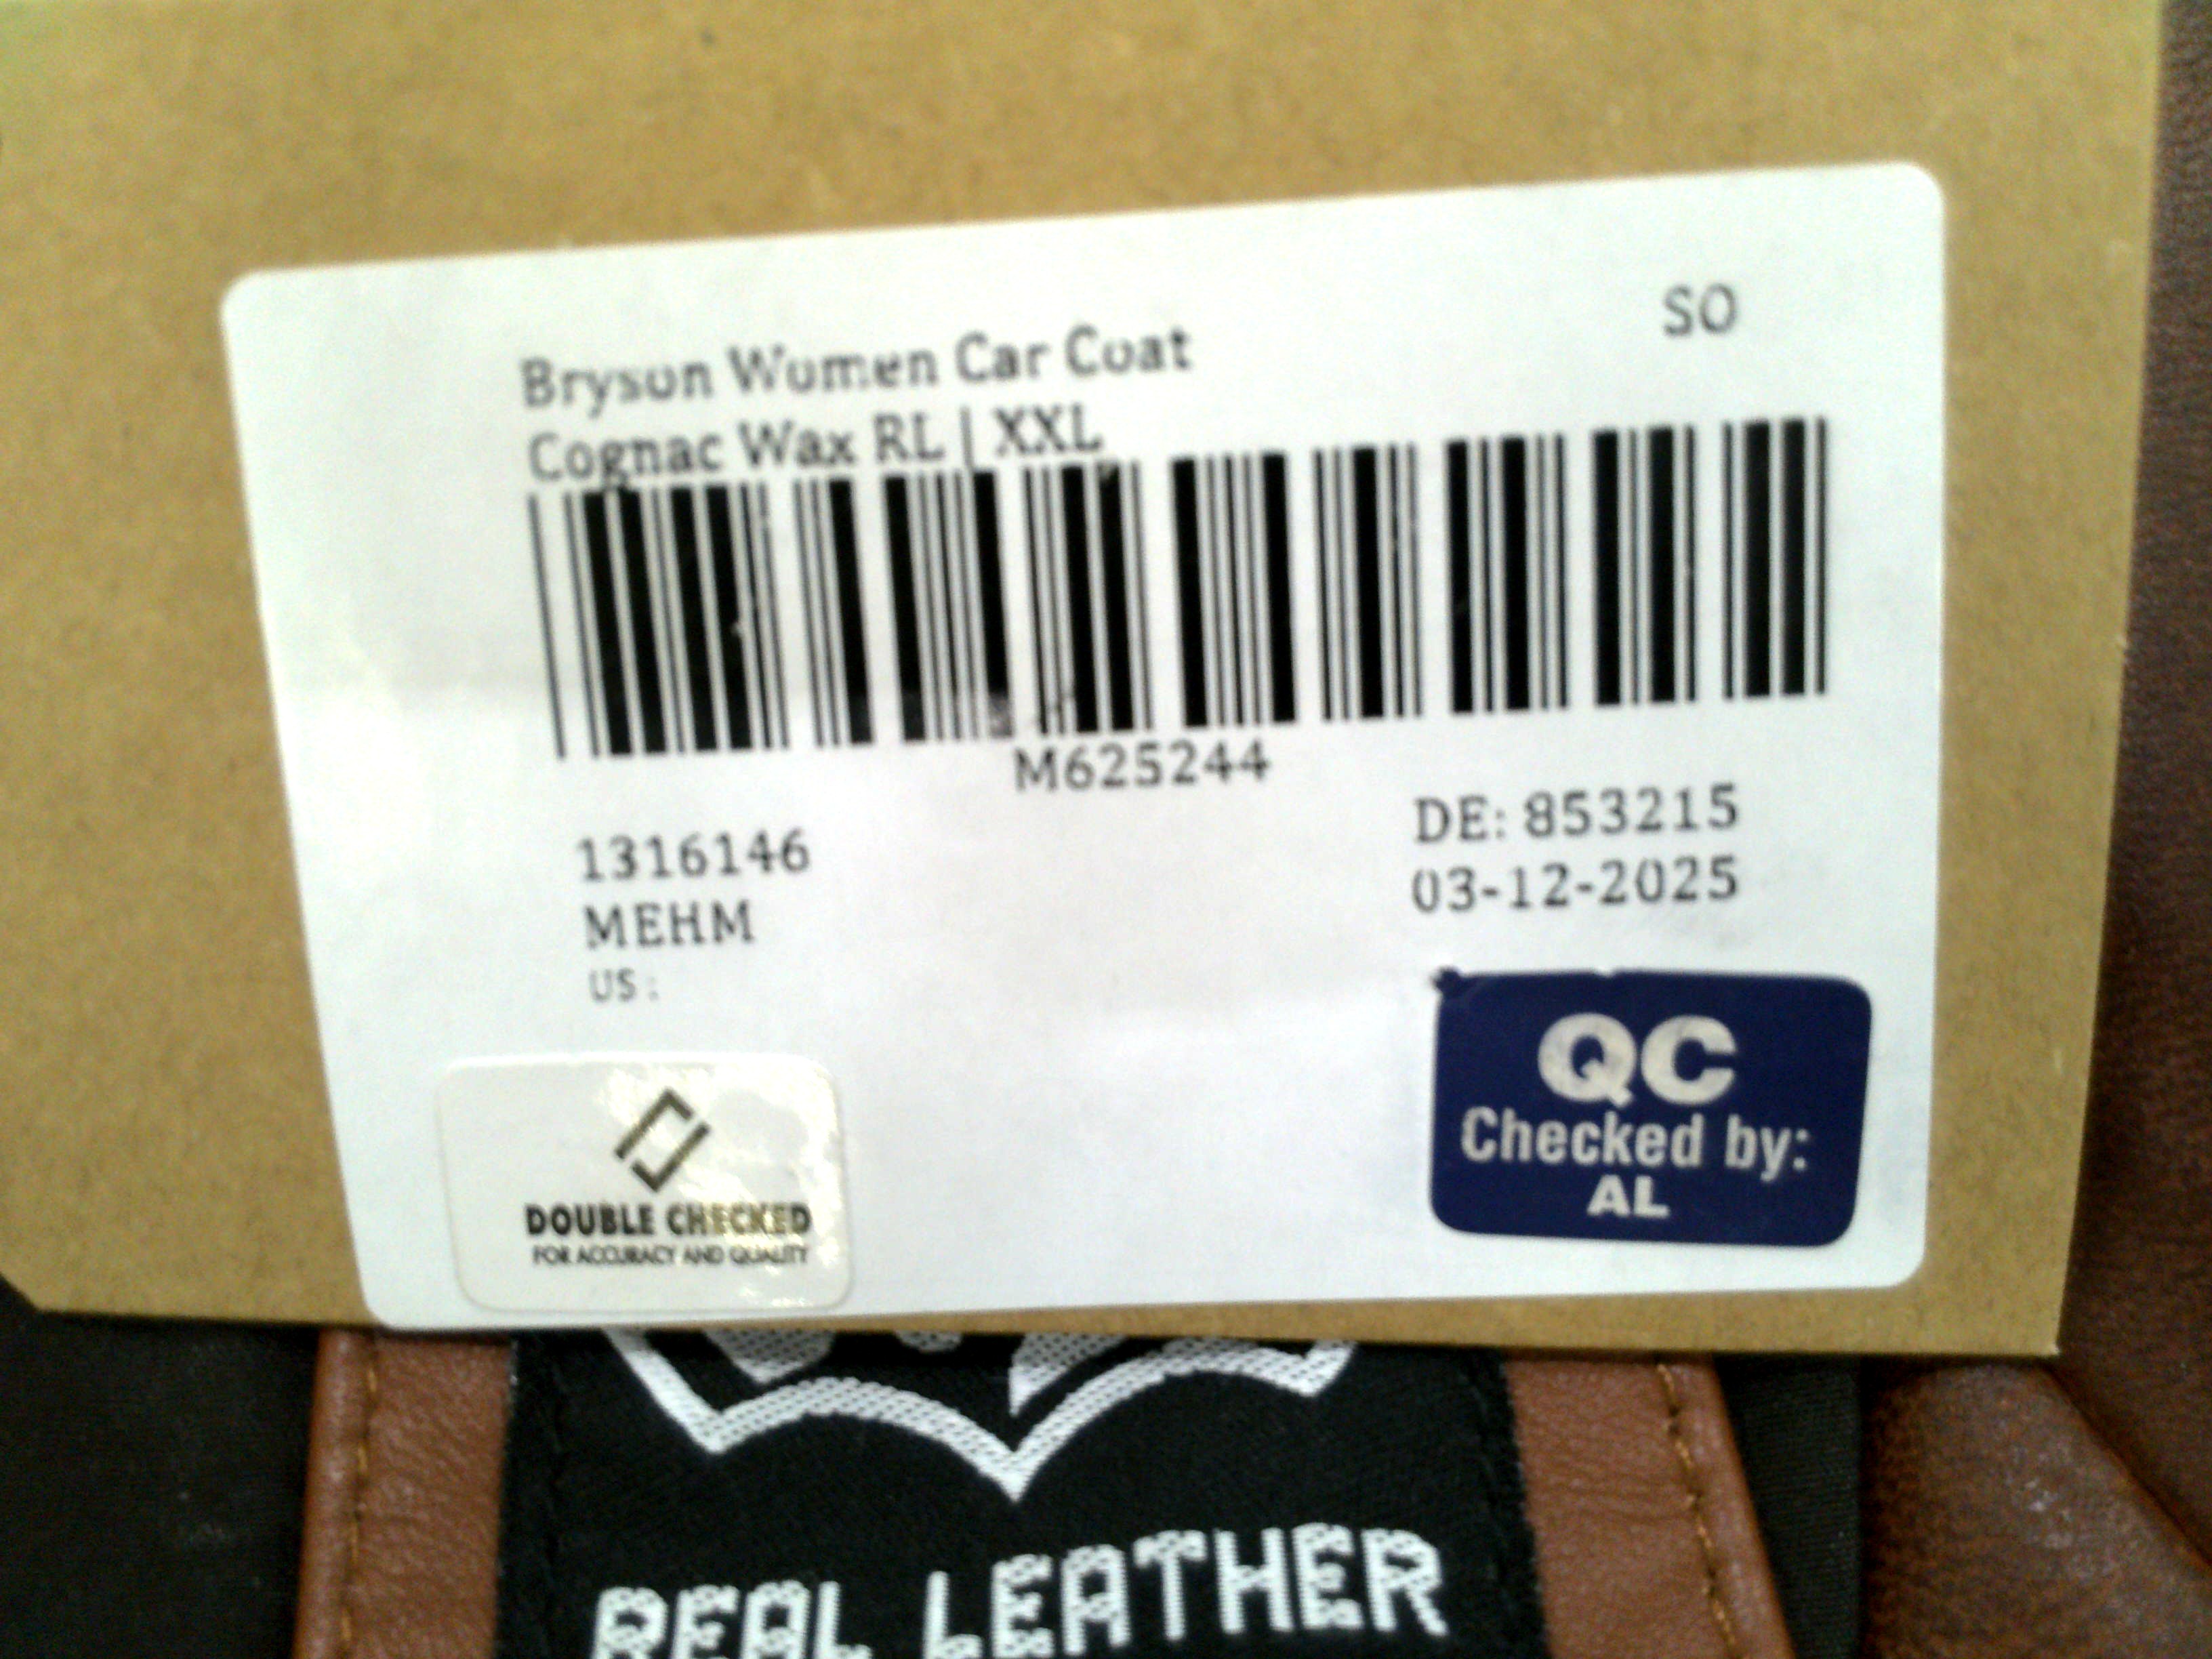 SO
Bryson Women Car Coat
Cognac Wax RL | XXL
M625244
1316146
MEHM
US :
DE: 853215
03-12-2025
DOUBLE CHECKED
FOR ACCURACY AND QUALITY
QC
Checked by:
AL
REAL LEATHER